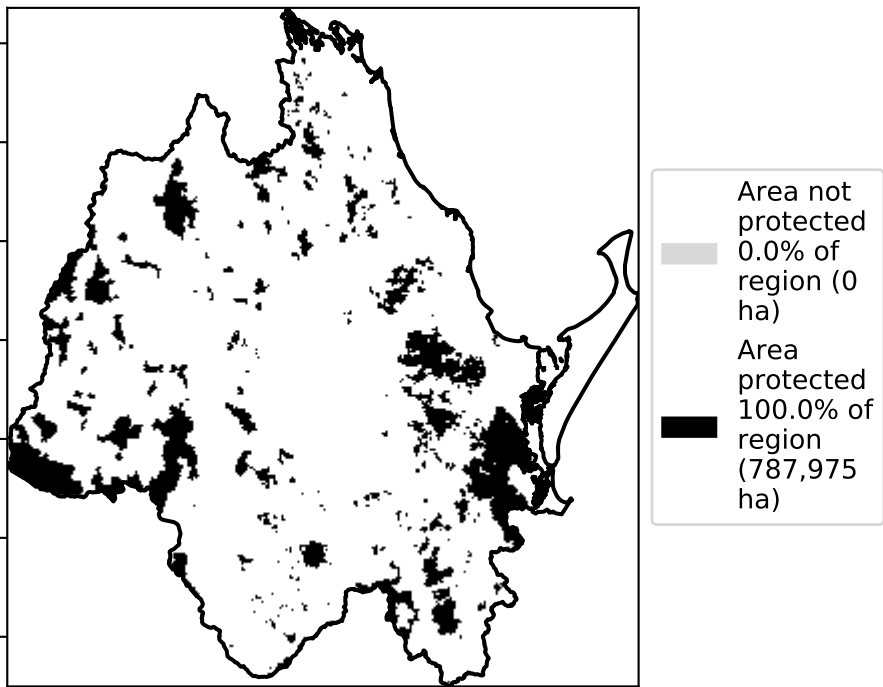 Area not
protected
0.0% of
region (0
ha)
Area
protected
100.0% of
region
(787,975
ha)